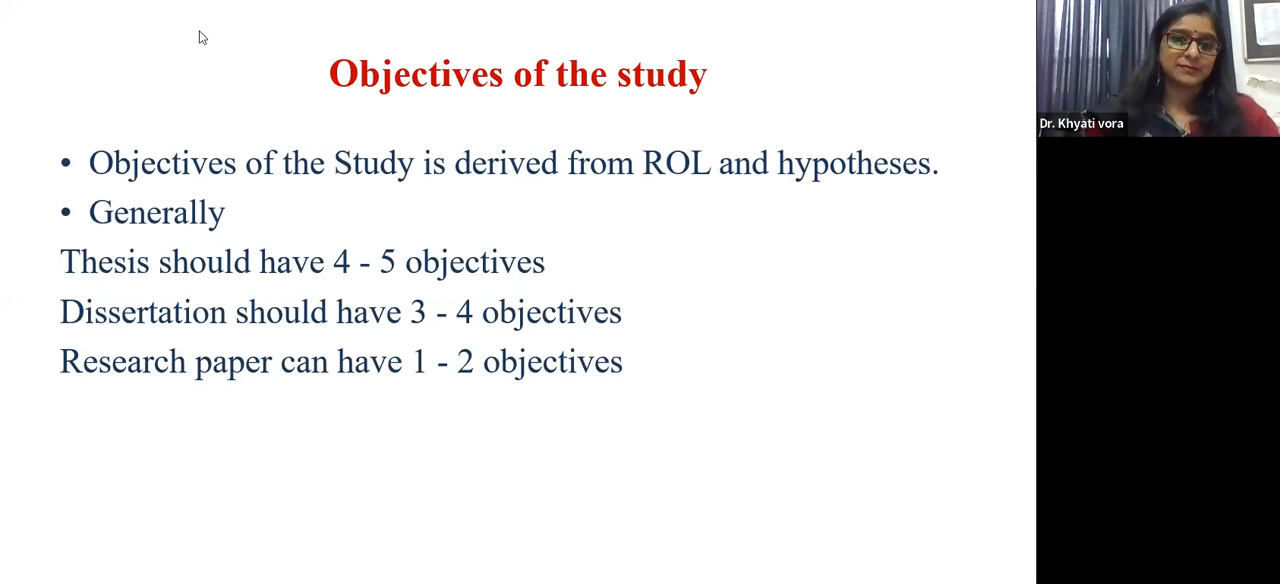 Objectives of the study
• Objectives of the Study is derived from ROL and hypotheses.
• Generally
Thesis should have 4 - 5 objectives
Dissertation should have 3 - 4 objectives
Research paper can have 1 - 2 objectives
Dr. Khyati vora